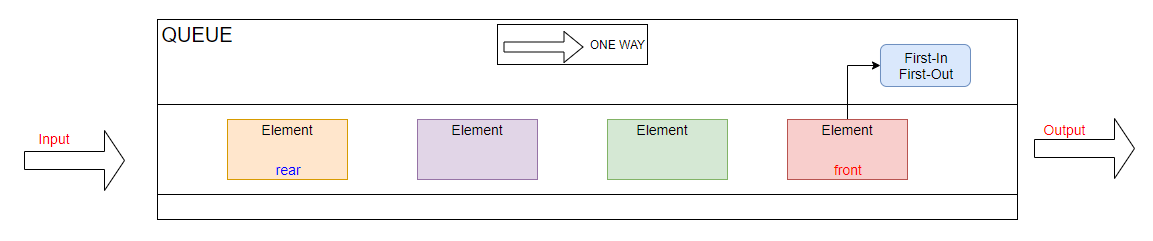 QUEUE
ONE WAY
First-In
First-Out
Input
Element
rear
Element
Element
Element
front
Output